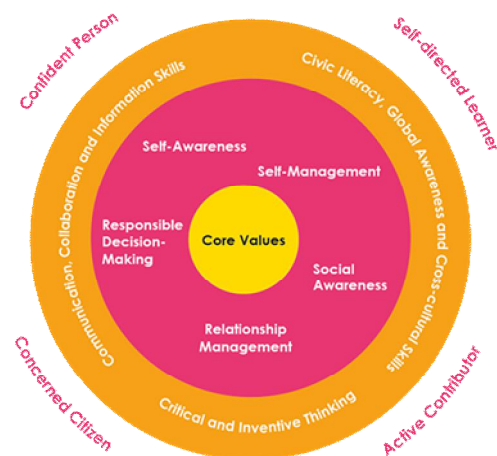 Confident Person
Self-directed Learner
Communication, Collaboration and Information Skills
Civic Literacy, Global Awareness and Cross-cultural Skills
Self-Awareness
Self-Management
Responsible
Decision-
Making
Core Values
Social
Awareness
Relationship
Management
Critical and Inventive Thinking
Concerned Citizen
Active Contributor